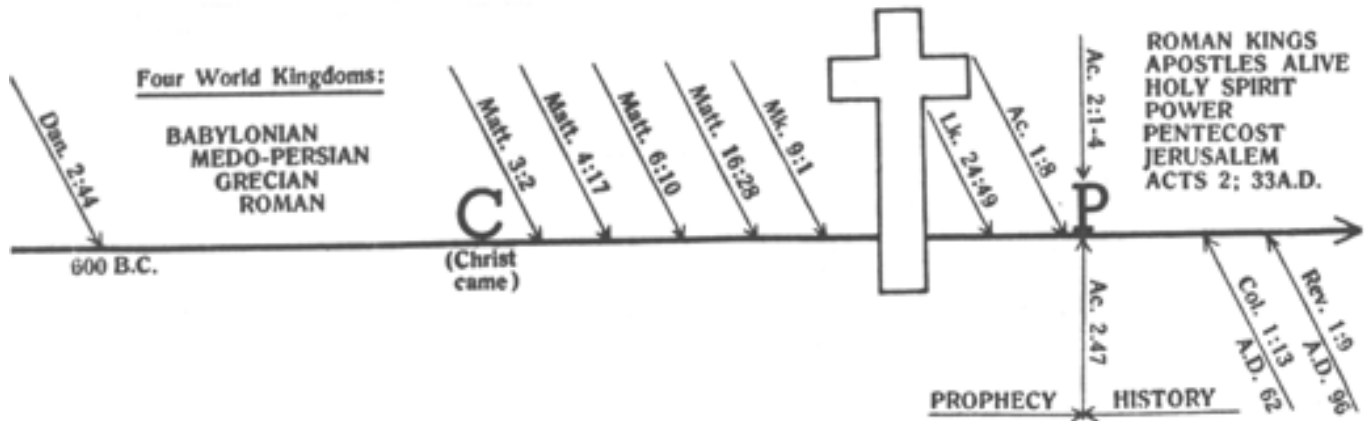 Four World Kingdoms:
BABYLONIAN
MEDO-PERSIAN
GRECIAN
ROMAN
Dan. 2:44
600 B.C.
C
(Christ
came)
Matt. 3:2
Matt. 4:17
Matt. 6:10
Matt. 16:28
Mk. 9:1
Lk. 24:49
Ac. 1:8
Ac. 2:1-4
P
ROMAN KINGS
APOSTLES ALIVE
HOLY SPIRIT
POWER
PENTECOST
JERUSALEM
ACTS 2; 33A.D.
Ac. 2.47
Col. 1:13
A.D. 62
Rev. 1:9
A.D. 96
PROPHECY
HISTORY